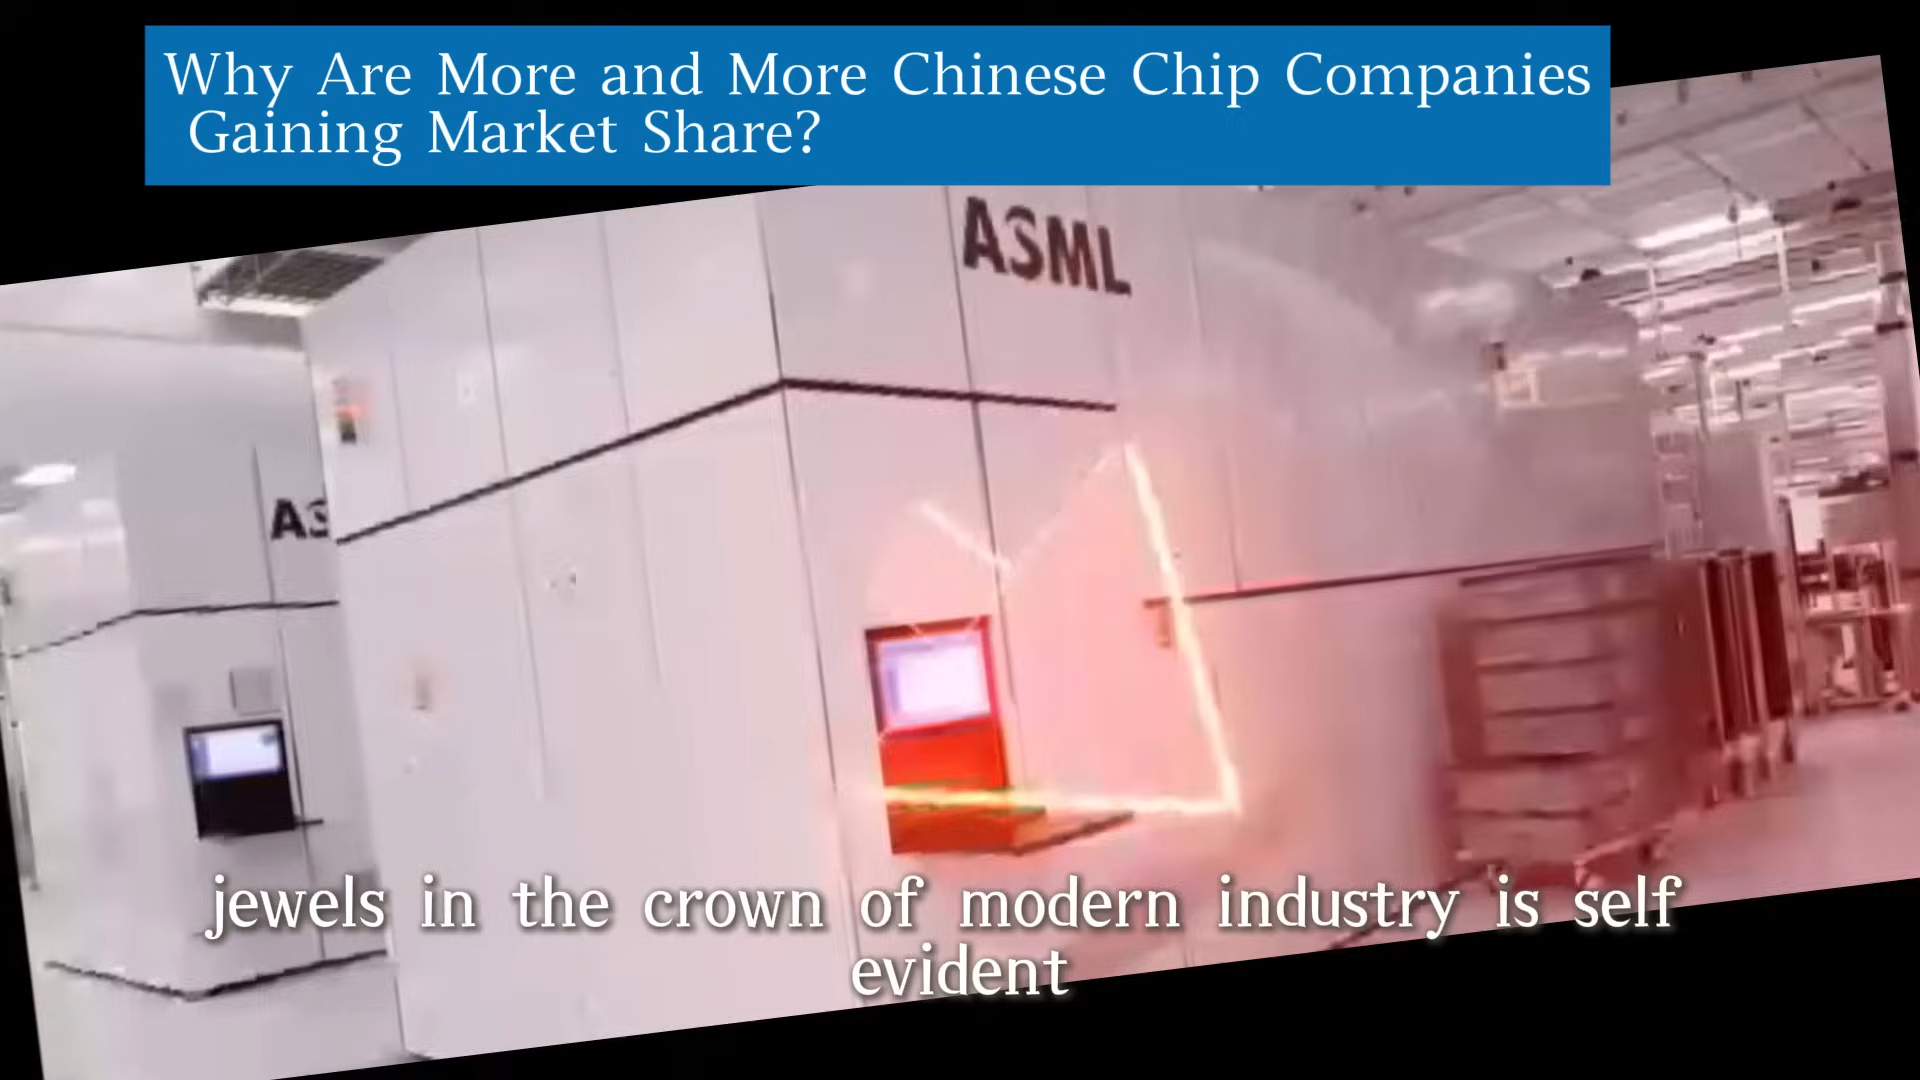 Why Are More and More Chinese Chip Companies
Gaining Market Share?
ASML
AS
jewels in the crown of modern industry is self
evident